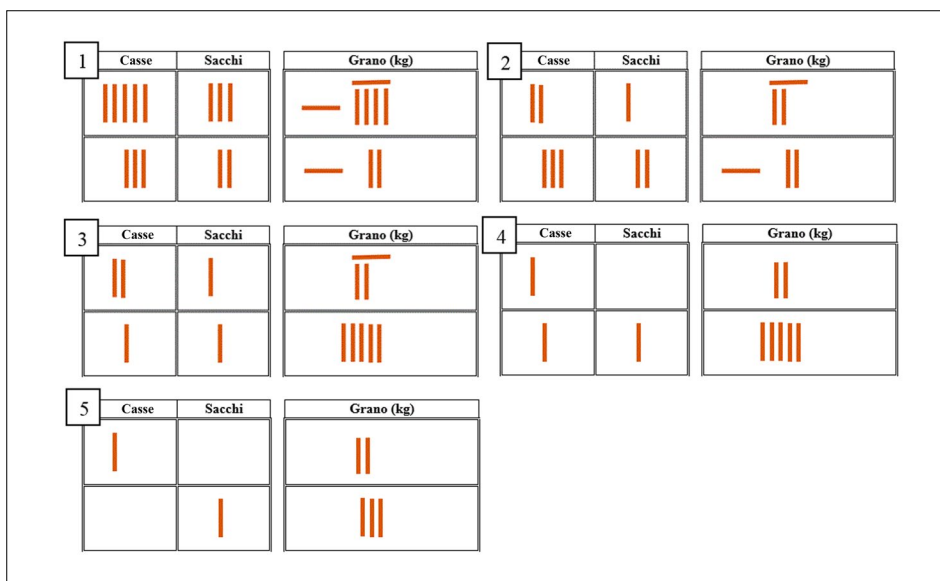 1
Casse Sacchi Grano (kg)
2
Casse Sacchi Grano (kg)
3
Casse Sacchi Grano (kg)
4
Casse Sacchi Grano (kg)
5
Casse Sacchi Grano (kg)